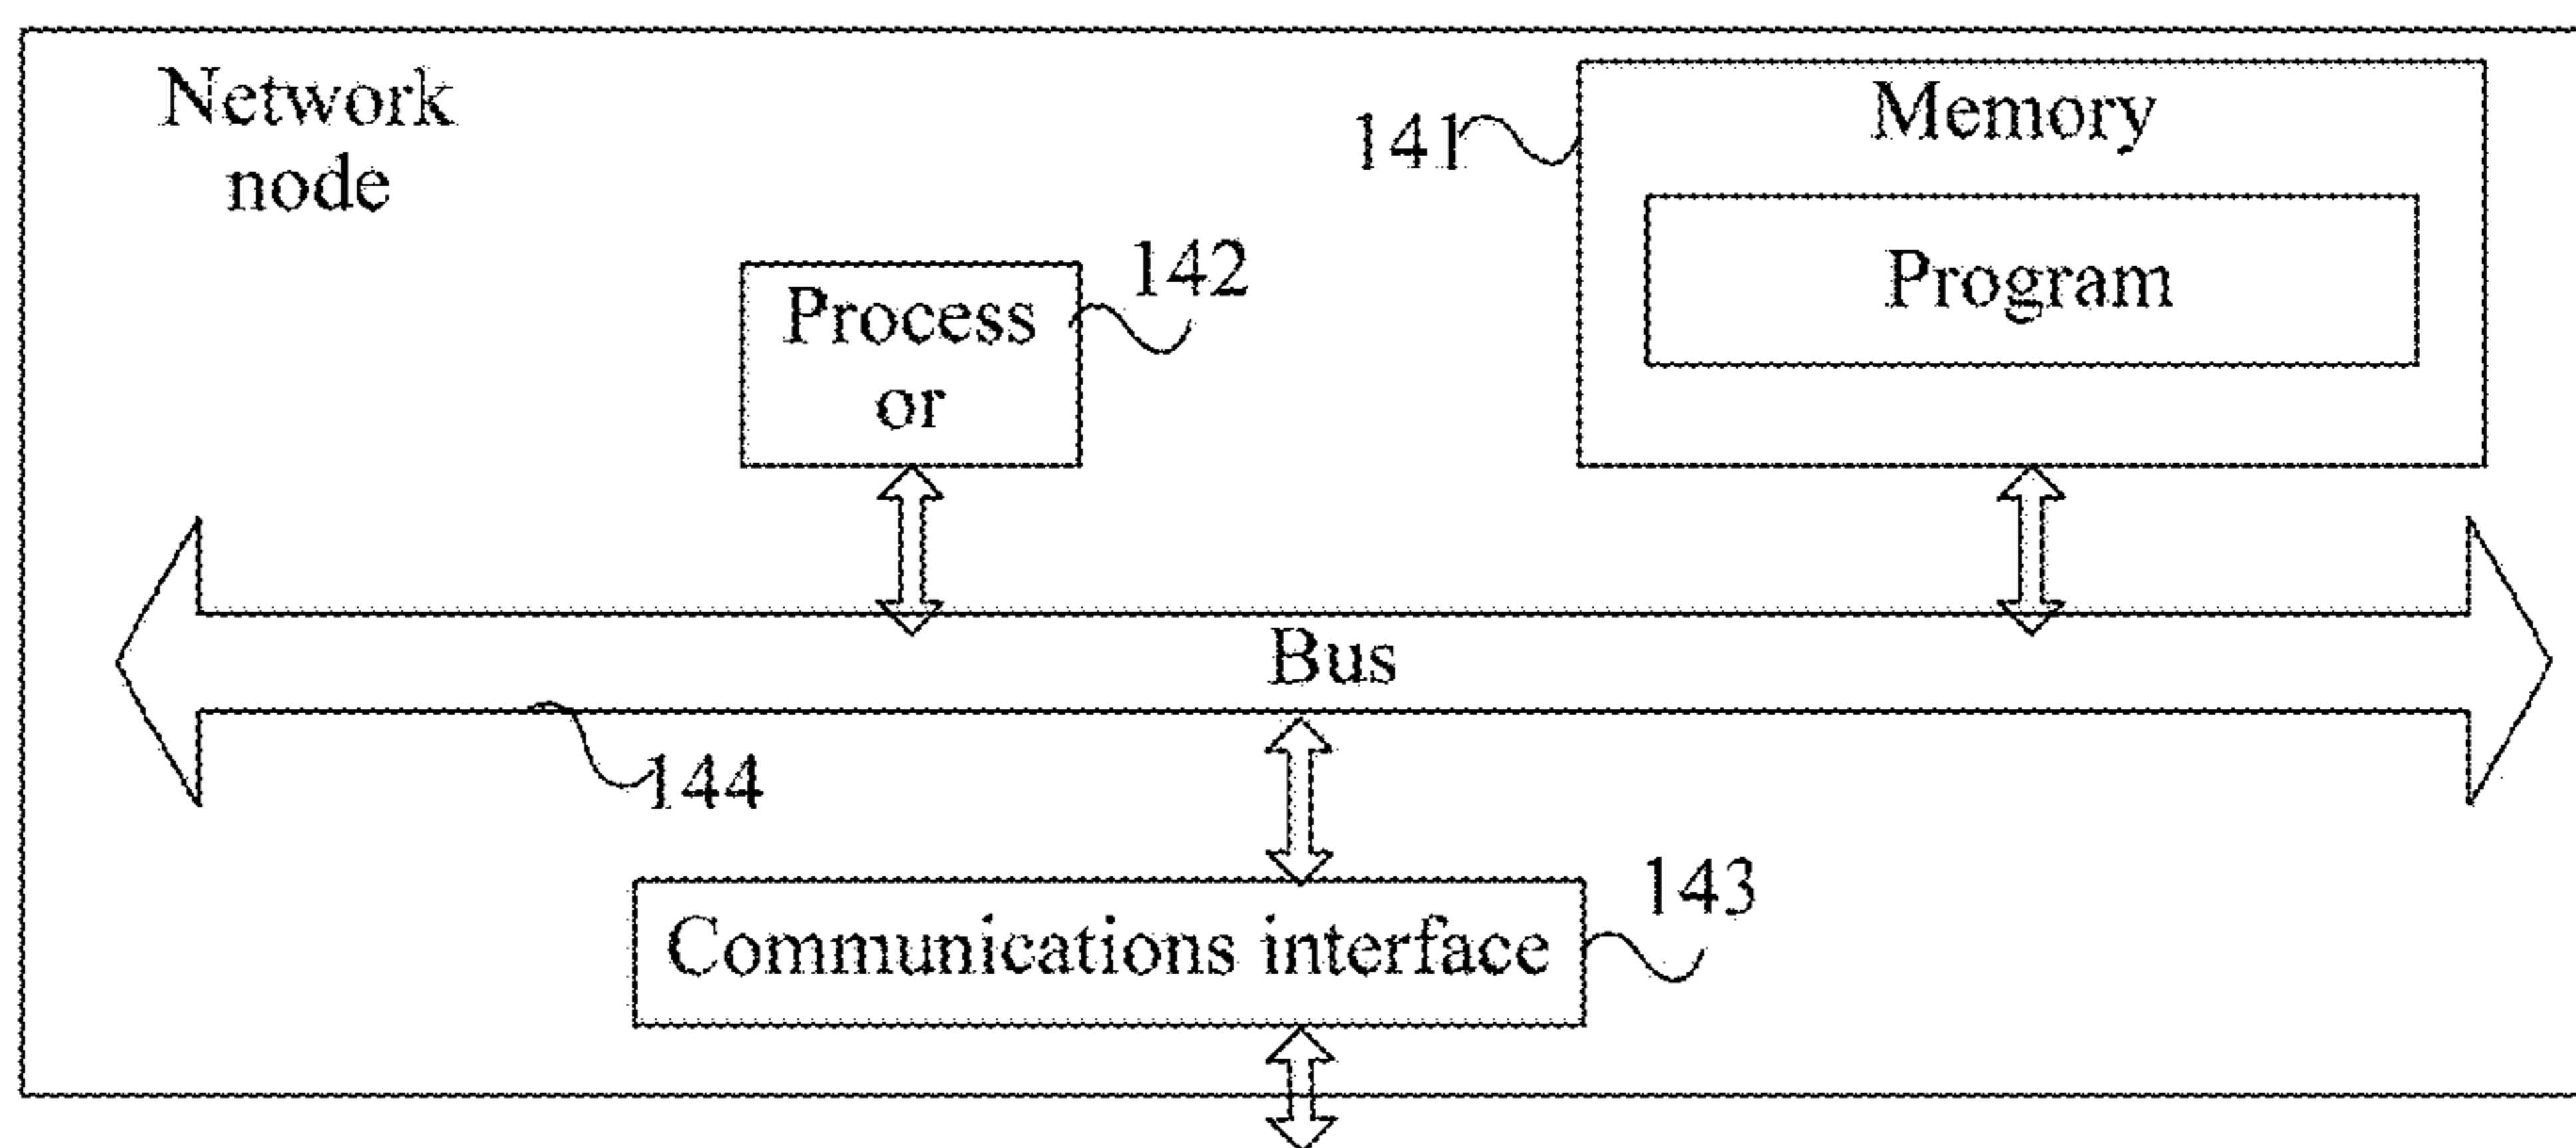 Network
node
141
Memory
Program
142
Process
or
Bus
144
143
Communications interface